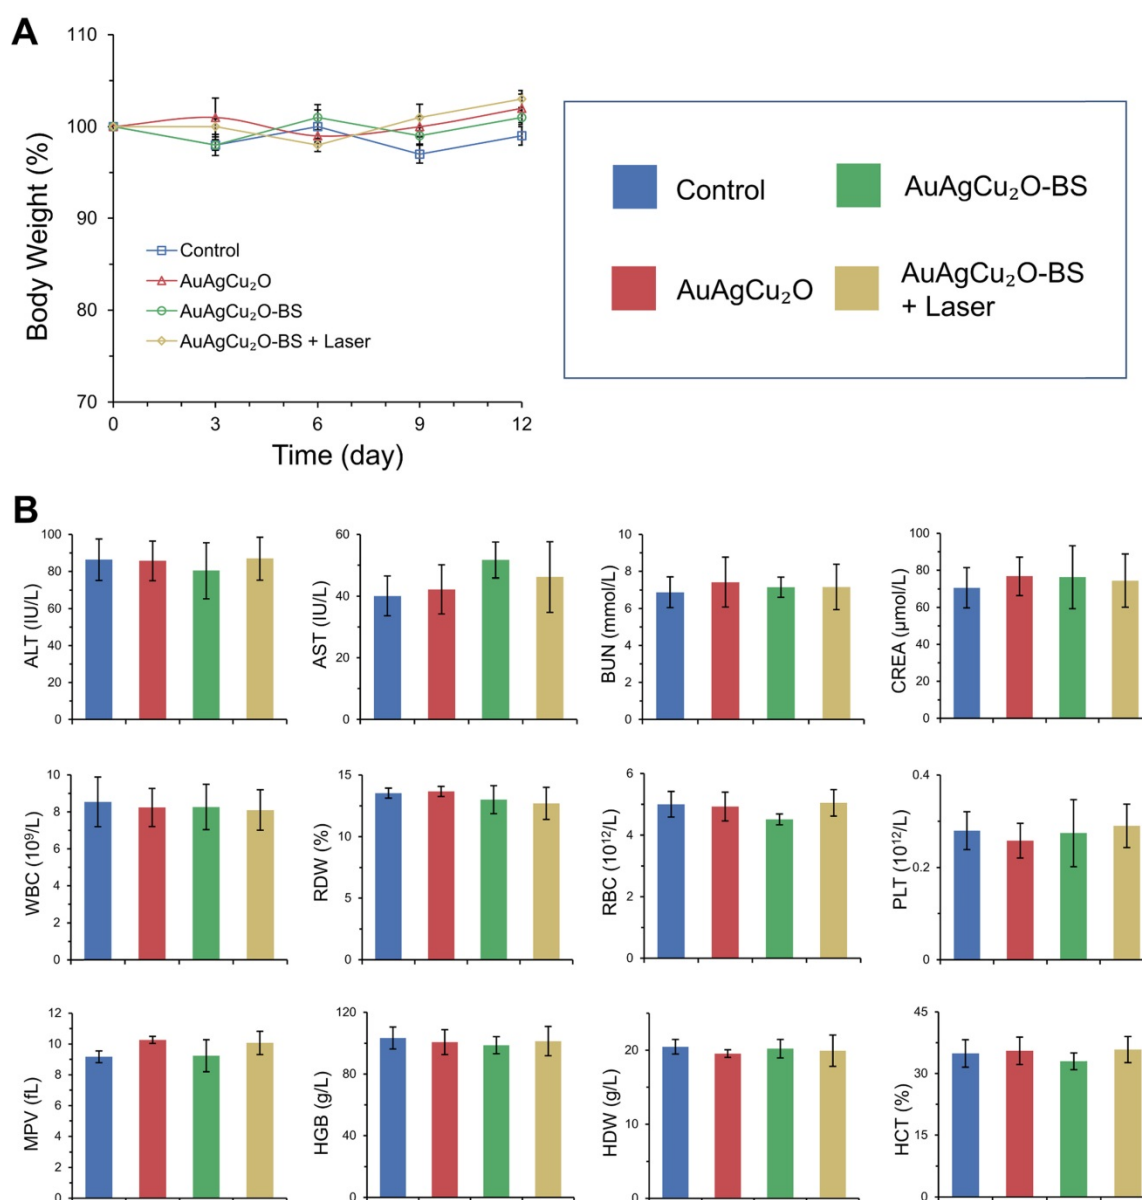 A
110
100
90
80
70
Body Weight (%)
Control
AuAgCu₂O
AuAgCu₂O-BS
AuAgCu₂O-BS + Laser
0 3 6 9 12
Time (day)
Control
AuAgCu₂O-BS
AuAgCu₂O
AuAgCu₂O-BS
+ Laser
B
100
80
60
40
20
0
ALT (IU/L)
60
40
20
0
AST (IU/L)
10
8
6
4
2
0
BUN (mmol/L)
100
80
60
40
20
0
CREA (μmol/L)
10
8
6
4
2
0
WBC (10⁹/L)
15
10
5
0
RDW (%)
6
4
2
0
RBC (10¹²/L)
0.4
0.2
0
PLT (10¹²/L)
12
10
8
6
4
2
0
MPV (fL)
120
80
40
0
HGB (g/L)
20
10
0
HDW (g/L)
45
30
15
0
HCT (%)